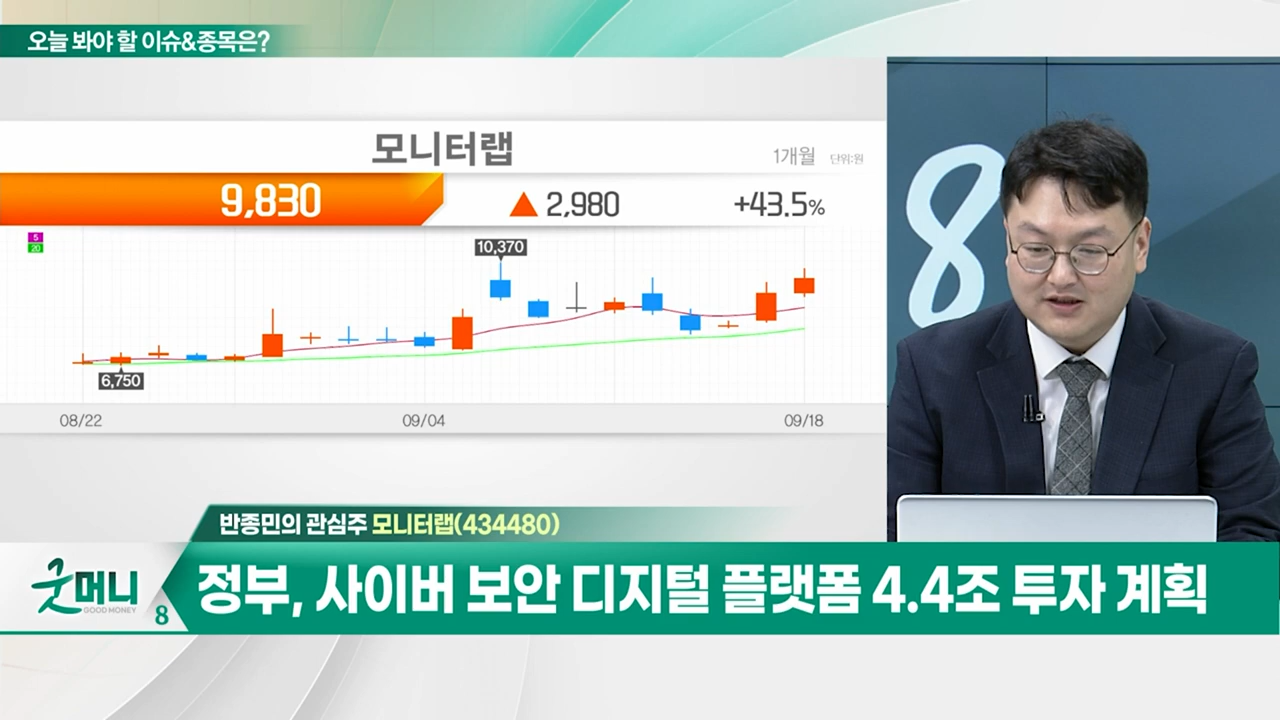 오늘 봐야 할 이슈&종목은?
모니터랩
1개월 단위:원
9,830 ▲ 2,980 +43.5%
5
20
10,370
6,750
08/22 09/04 09/18
8
반종민의 관심주 모니터랩(434480)
굿머니
GOOD MONEY
8
정부, 사이버 보안 디지털 플랫폼 4.4조 투자 계획